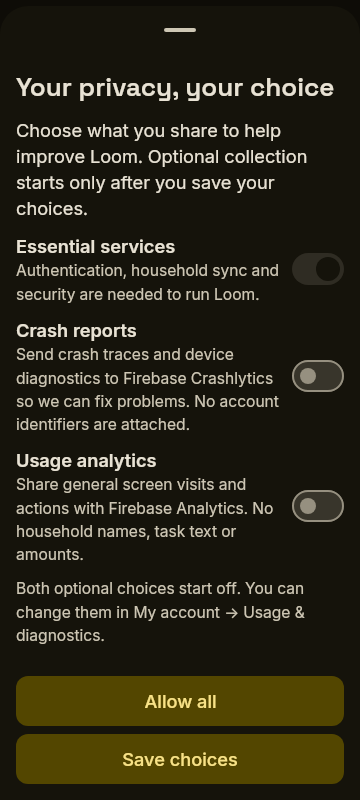 Your privacy, your choice
Choose what you share to help
improve Loom. Optional collection
starts only after you save your
choices.
Essential services
Authentication, household sync and
security are needed to run Loom.
Crash reports
Send crash traces and device
diagnostics to Firebase Crashlytics
so we can fix problems. No account
identifiers are attached.
Usage analytics
Share general screen visits and
actions with Firebase Analytics. No
household names, task text or
amounts.
Both optional choices start off. You can
change them in My account → Usage &
diagnostics.
Allow all
Save choices